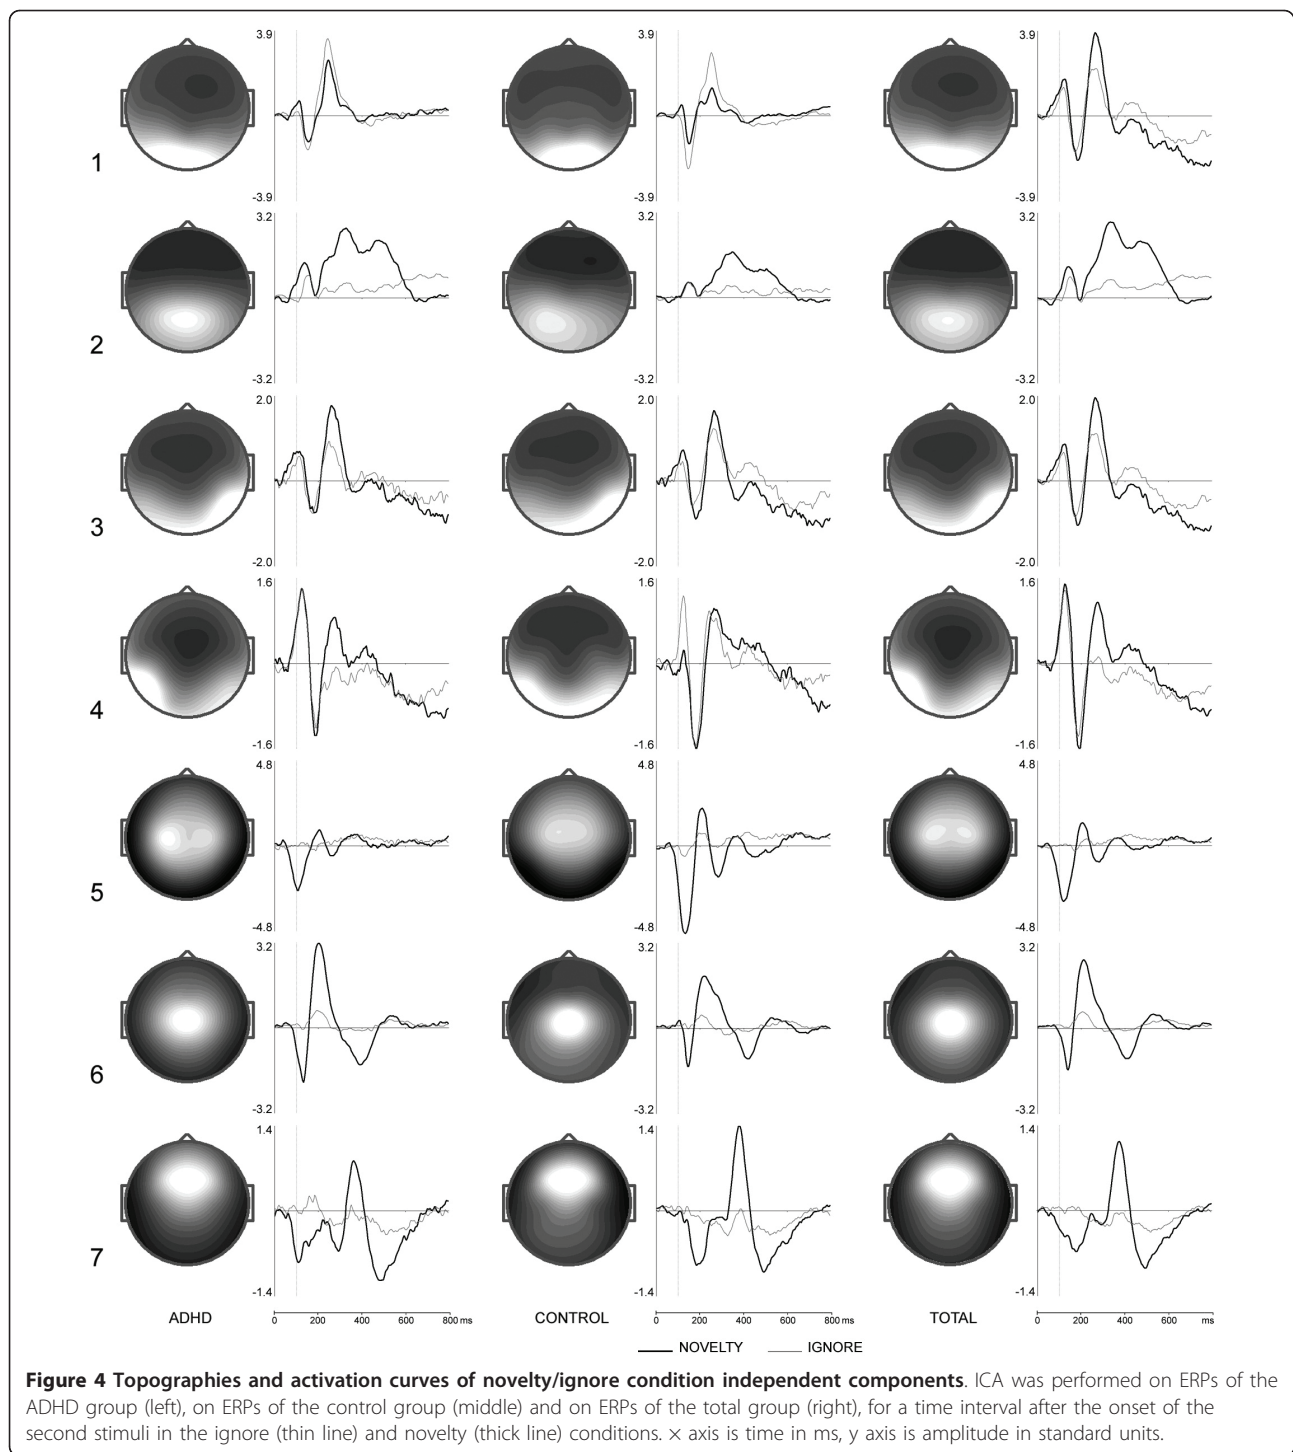 3.9 3.9 3.9
1
-3.9 -3.9 -3.9
3.2 3.2 3.2
2
-3.2 -3.2 -3.2
2.0 2.0 2.0
3
-2.0 -2.0 -2.0
1.6 1.6 1.6
4
-1.6 -1.6 -1.6
4.8 4.8 4.8
5
-4.8 -4.8 -4.8
3.2 3.2 3.2
6
-3.2 -3.2 -3.2
1.4 1.4 1.4
7
-1.4 -1.4 -1.4
ADHD 0 200 400 600 800 ms CONTROL 0 200 400 600 800 ms TOTAL 0 200 400 600 ms
NOVELTY IGNORE
Figure 4 Topographies and activation curves of novelty/ignore condition independent components. ICA was performed on ERPs of the
ADHD group (left), on ERPs of the control group (middle) and on ERPs of the total group (right), for a time interval after the onset of the
second stimuli in the ignore (thin line) and novelty (thick line) conditions. × axis is time in ms, y axis is amplitude in standard units.